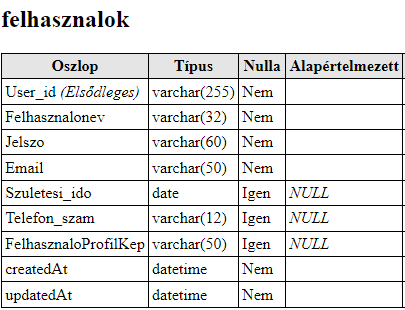 felhasznalok
Oszlop Típus Nulla Alapértelmezett
User_id (Elsődleges) varchar(255) Nem
Felhasznalonev varchar(32) Nem
Jelszo varchar(60) Nem
Email varchar(50) Nem
Szuletesi_ido date Igen NULL
Telefon_szam varchar(12) Igen NULL
FelhasznaloProfilKep varchar(50) Igen NULL
createdAt datetime Nem
updatedAt datetime Nem